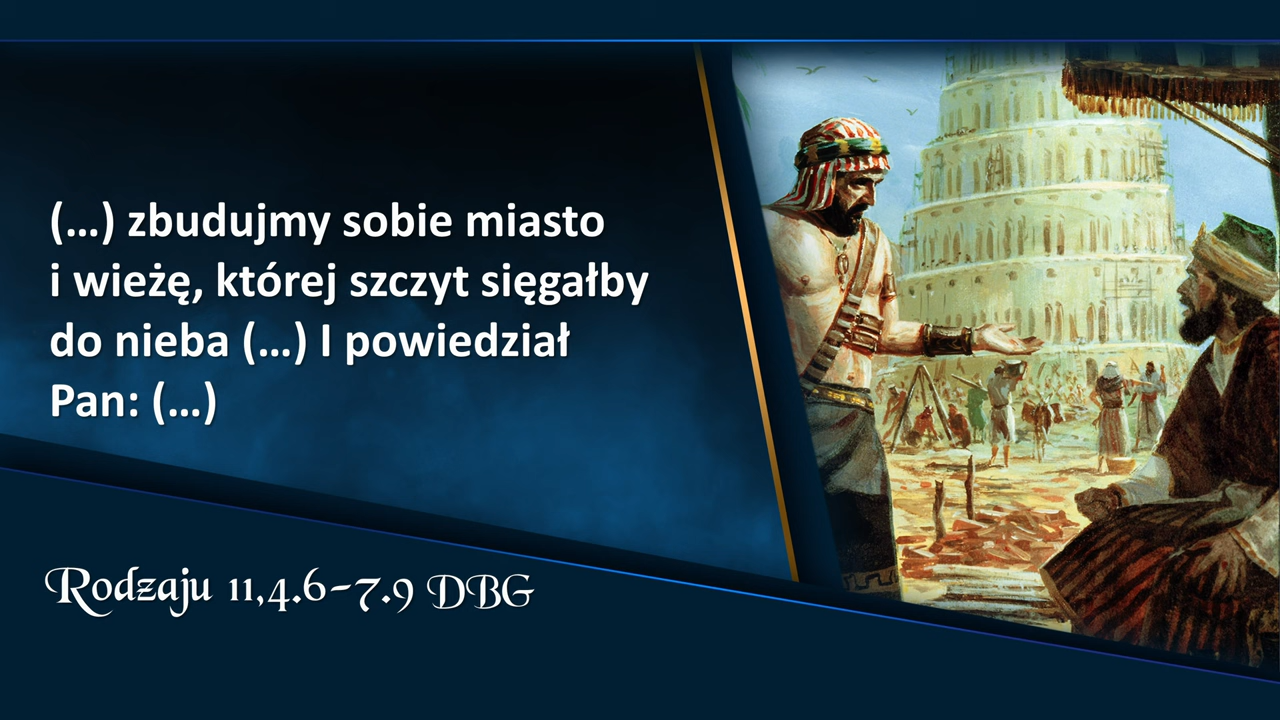 (...) zbudujmy sobie miasto
i wieżę, której szczyt sięgałby
do nieba (...) I powiedział
Pan: (...)
Rodzaju 11,4.6-7.9 DBG